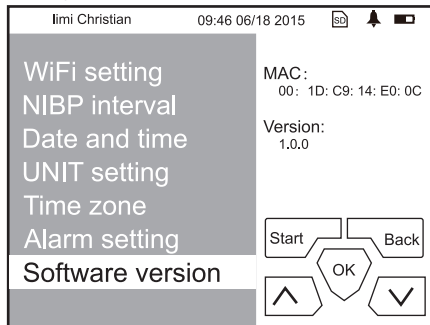 limi Christian 09:46 06/18 2015 SD
WiFi setting
NIBP interval
Date and time
UNIT setting
Time zone
Alarm setting
Software version
MAC:
00: 1D: C9: 14: E0: 0C
Version:
1.0.0
Start
Back
OK